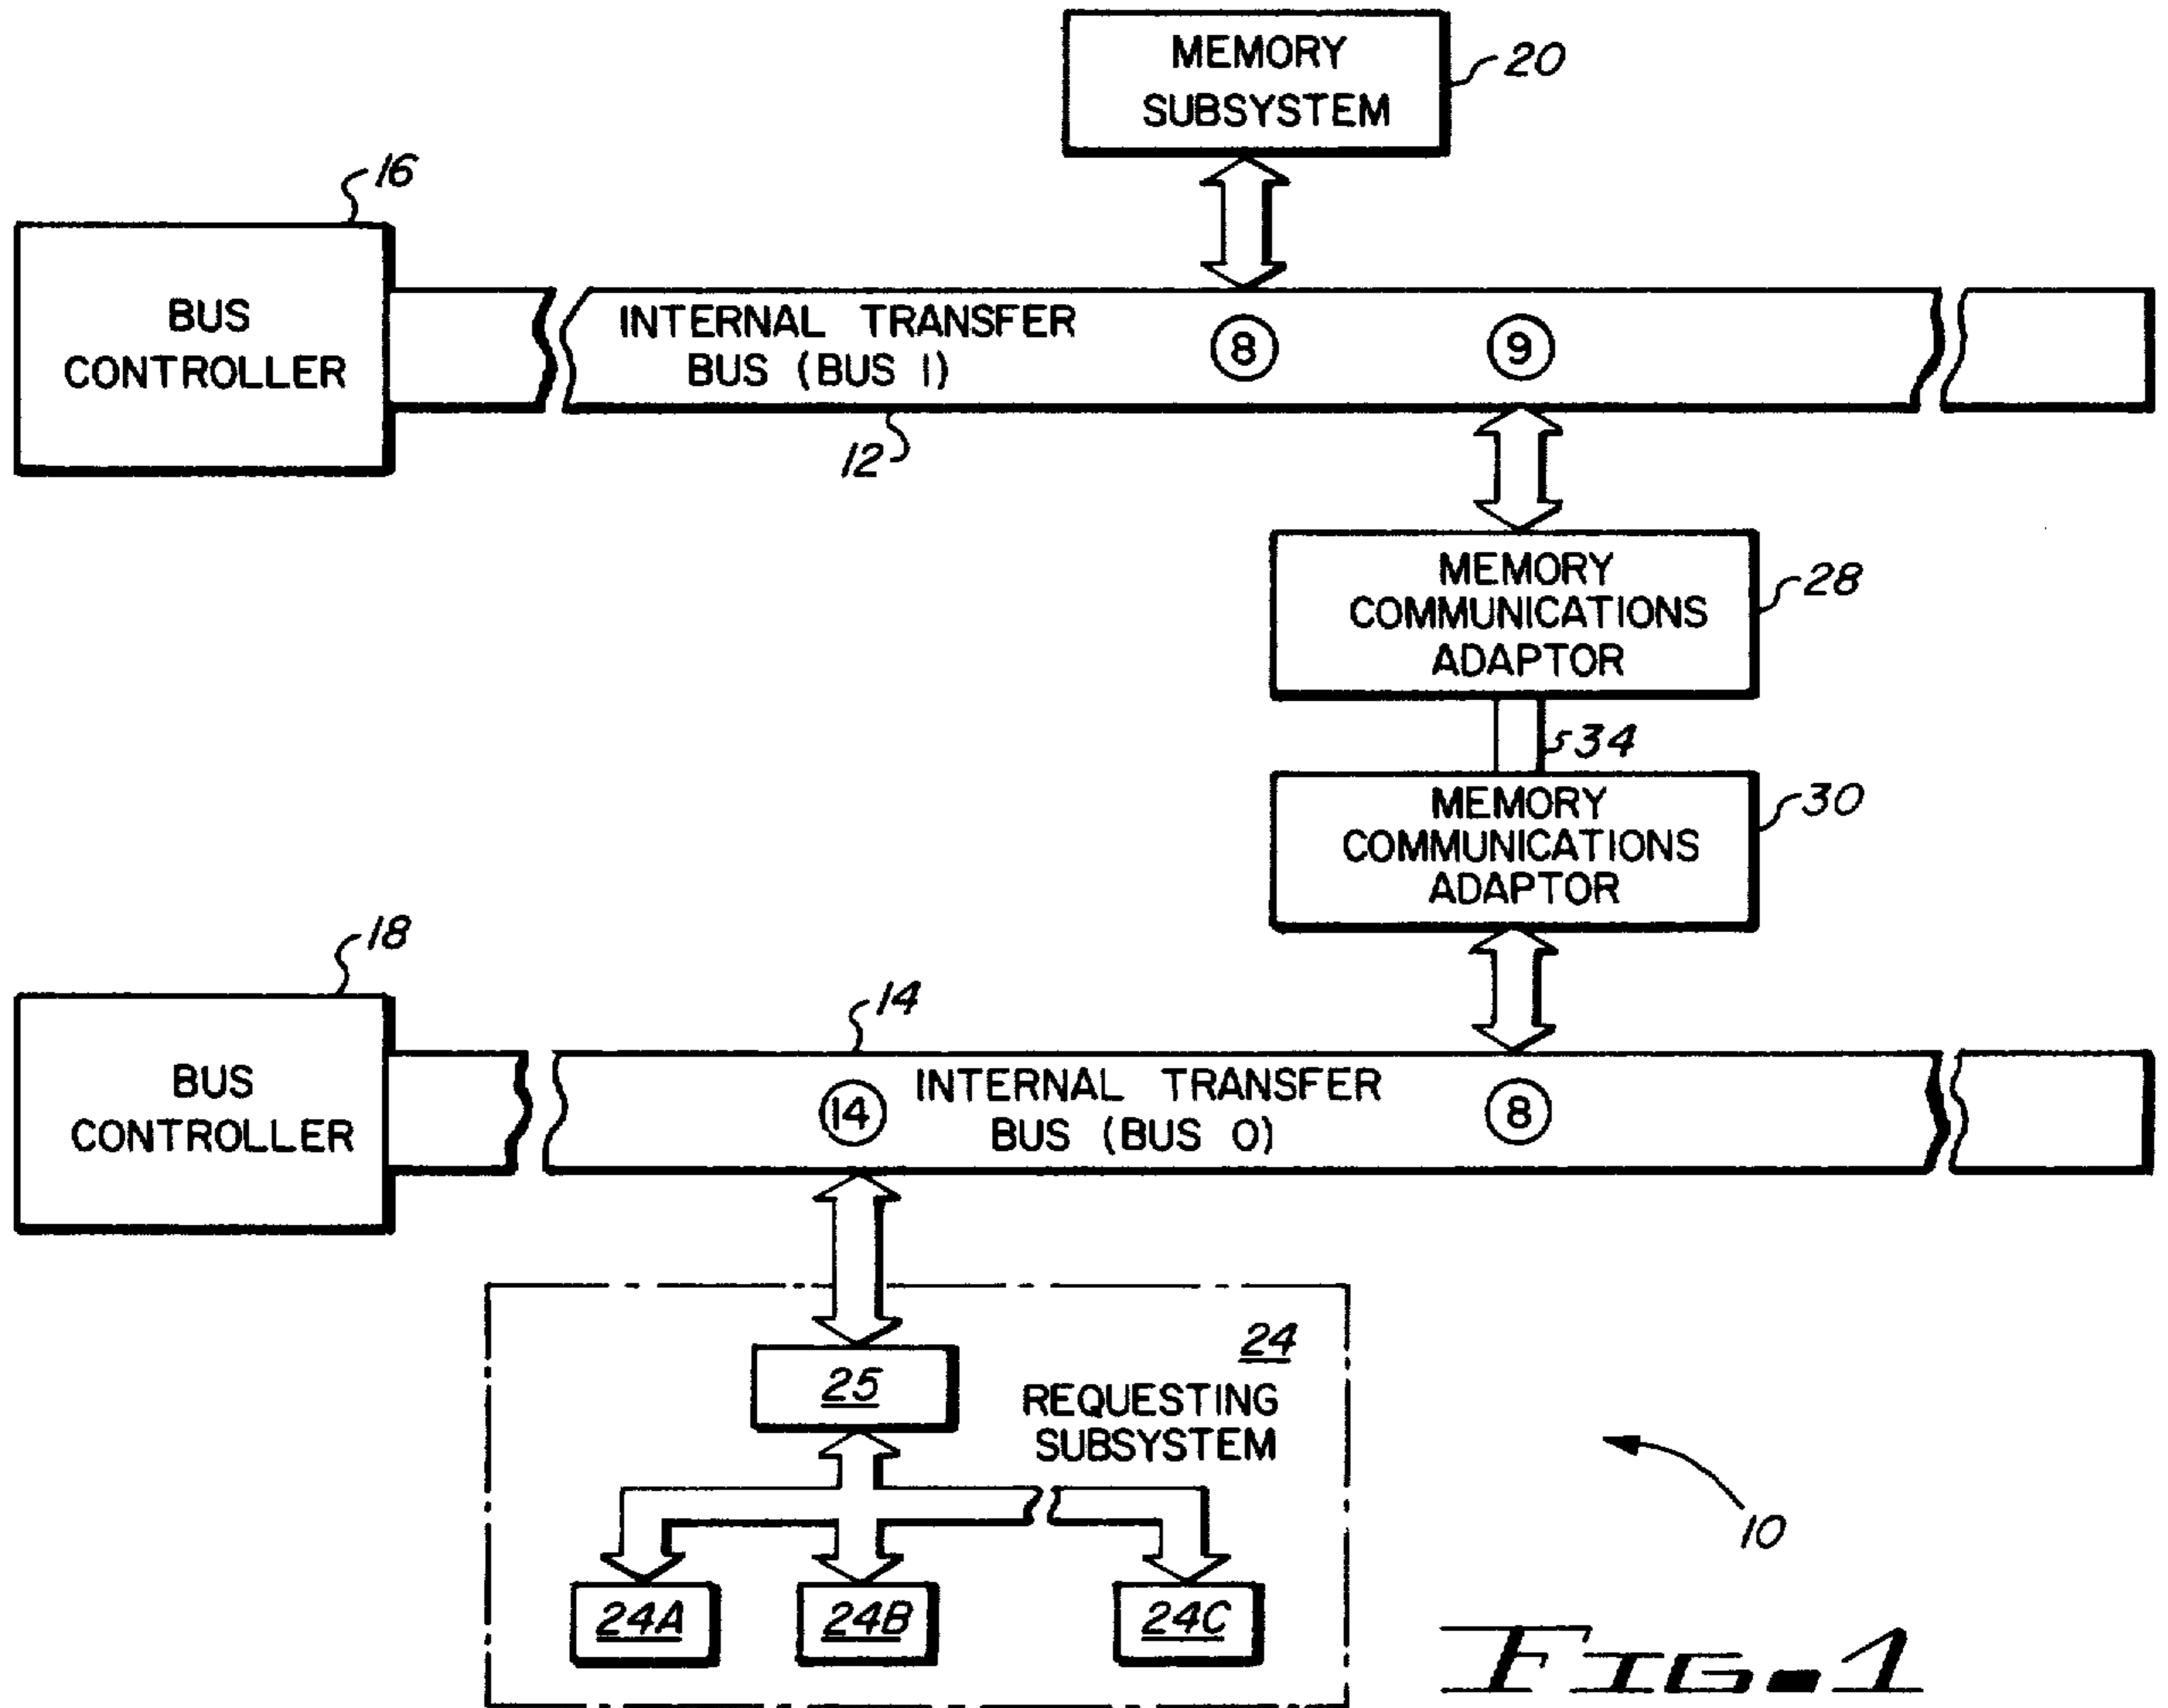 MEMORY
SUBSYSTEM
20
16
BUS
CONTROLLER
INTERNAL TRANSFER
BUS (BUS 1)
8
9
12
MEMORY
COMMUNICATIONS
ADAPTOR
28
34
MEMORY
COMMUNICATIONS
ADAPTOR
30
18
BUS
CONTROLLER
14
14
INTERNAL TRANSFER
BUS (BUS 0)
8
24
25
REQUESTING
SUBSYSTEM
24A
24B
24C
10
FIG-1